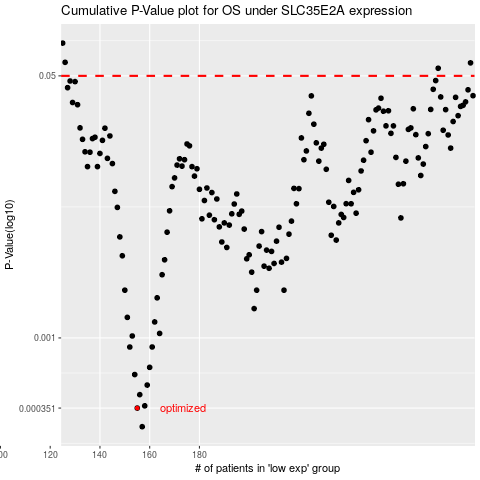 Cumulative P-Value plot for OS under SLC35E2A expression
P-Value(log10)
0.05
0.001
0.000351
optimized
00 120 140 160 180
# of patients in 'low exp' group